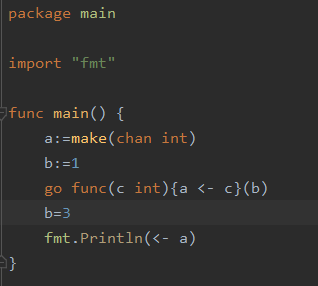 package main
import "fmt"
func main() {
a:=make(chan int)
b:=1
go func(c int){a <- c}(b)
b=3
fmt.Println(<- a)
}